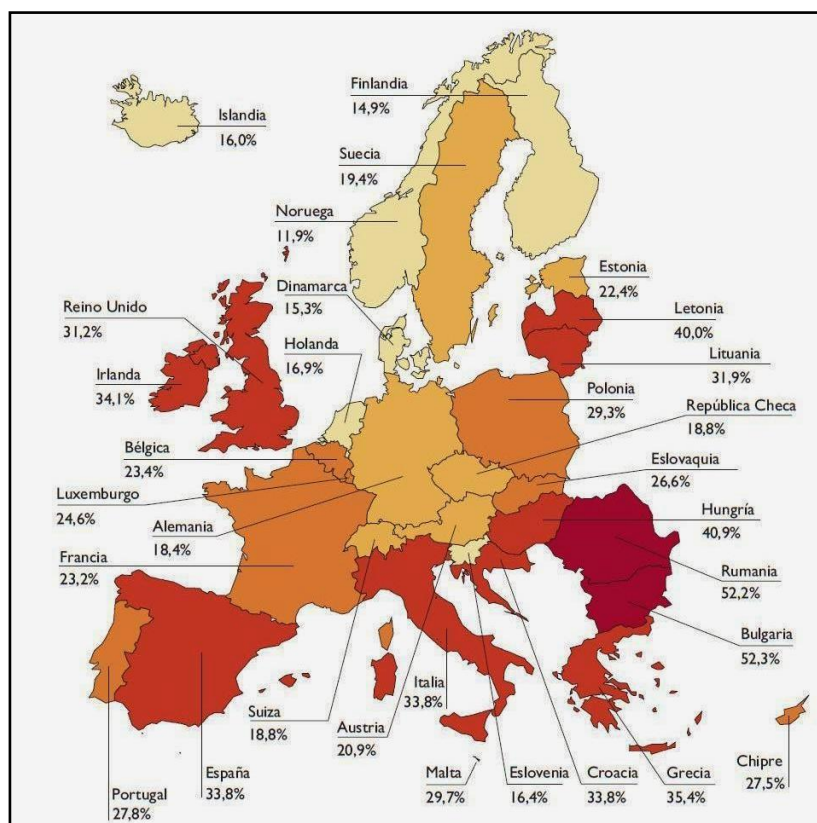 Finlandia
14,9%
Islandia
16,0%
Suecia
19,4%
Noruega
11,9%
Estonia
22,4%
Dinamarca
15,3%
Reino Unido
31,2%
Letonia
40,0%
Holanda
16,9%
Lituania
31,9%
Irlanda
34,1%
Polonia
29,3%
República Checa
18,8%
Bélgica
23,4%
Eslovaquia
26,6%
Luxemburgo
24,6%
Hungría
40,9%
Alemania
18,4%
Francia
23,2%
Rumania
52,2%
Bulgaria
52,3%
Italia
33,8%
Suiza
18,8%
Austria
20,9%
Chipre
27,5%
Portugal
27,8%
España
33,8%
Malta
29,7%
Eslovenia
16,4%
Croacia
33,8%
Grecia
35,4%